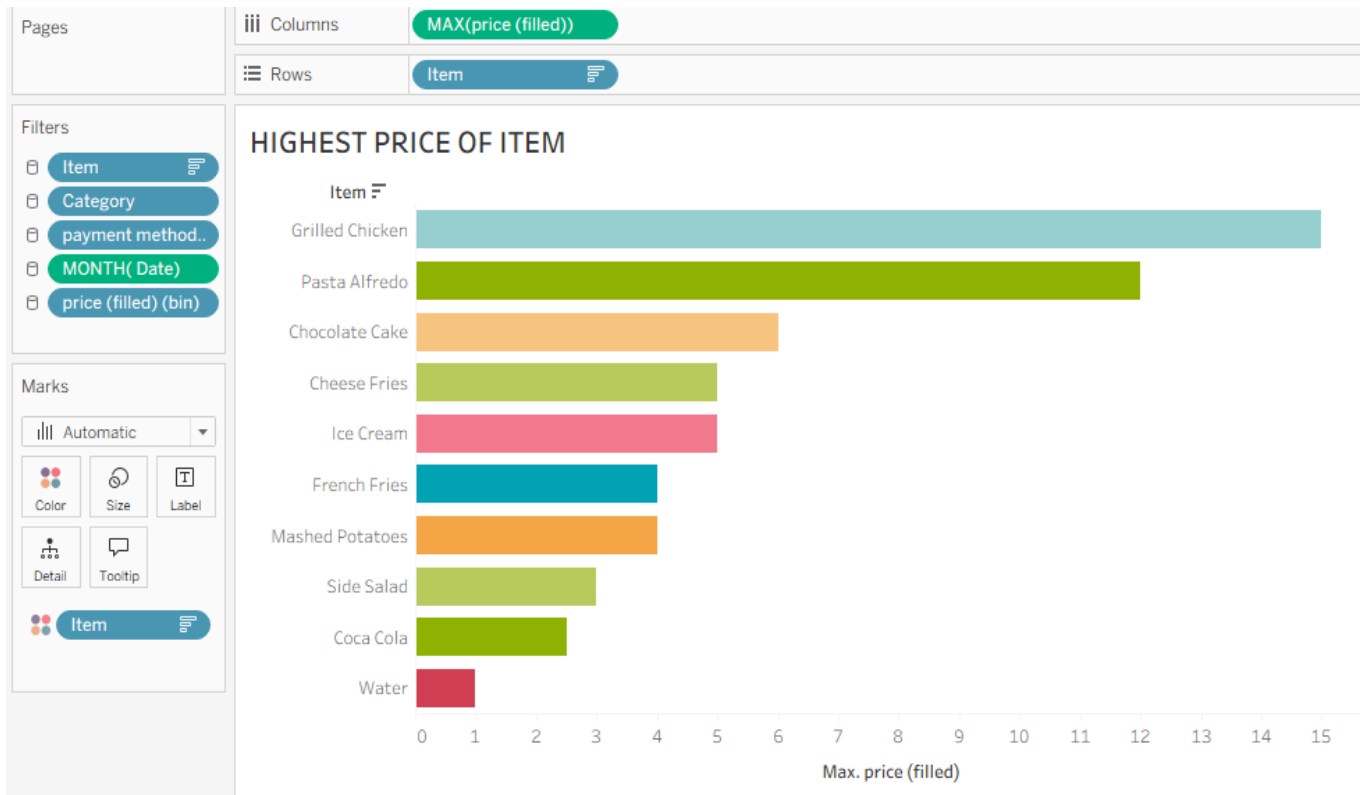 Pages
Columns
MAX(price (filled))
Rows
Item
Filters
Item
Category
payment method..
MONTH( Date)
price (filled) (bin)
Marks
Automatic
Color
Size
Label
Detail
Tooltip
Item
HIGHEST PRICE OF ITEM
Item
Grilled Chicken
Pasta Alfredo
Chocolate Cake
Cheese Fries
Ice Cream
French Fries
Mashed Potatoes
Side Salad
Coca Cola
Water
0 1 2 3 4 5 6 7 8 9 10 11 12 13 14 15
Max. price (filled)